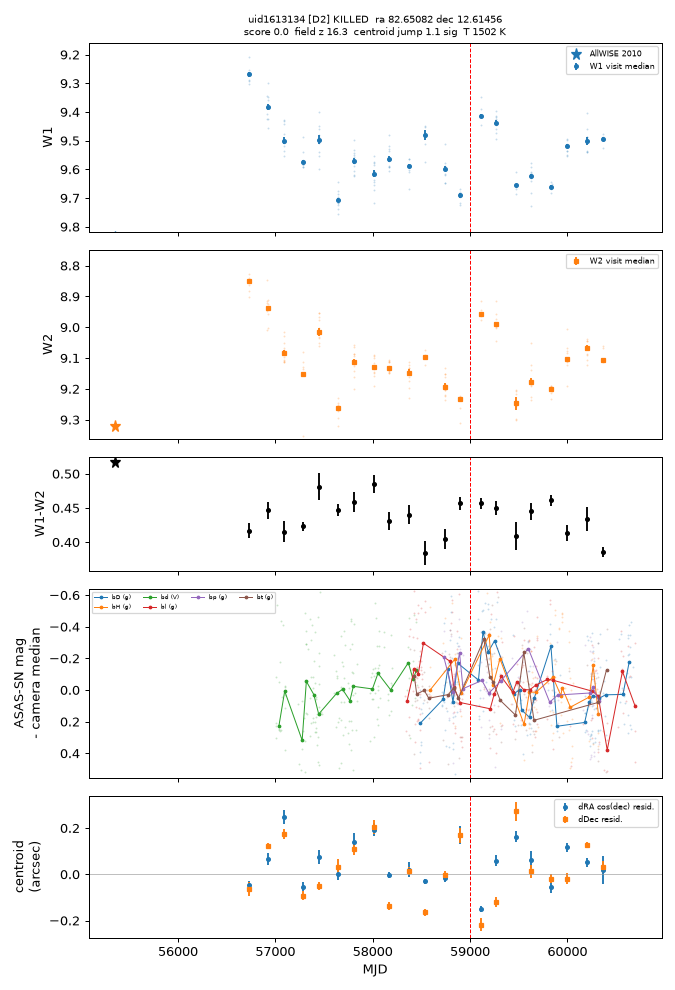 uid1613134 [D2] KILLED  ra 82.65082 dec 12.61456
score 0.0  field z 16.3  centroid jump 1.1 sig  T 1502 K
AllWISE 2010
W1 visit median
9.2
9.3
9.4
9.5
9.6
9.7
9.8
W1
W2 visit median
8.8
8.9
9.0
9.1
9.2
9.3
W2
0.50
0.45
0.40
W1-W2
bD (g)
bd (V)
bp (g)
bt (g)
bH (g)
bl (g)
−0.6
−0.4
−0.2
0.0
0.2
0.4
ASAS-SN mag
- camera median
dRA cos(dec) resid.
dDec resid.
0.2
0.0
−0.2
centroid
(arcsec)
56000
57000
58000
59000
60000
MJD